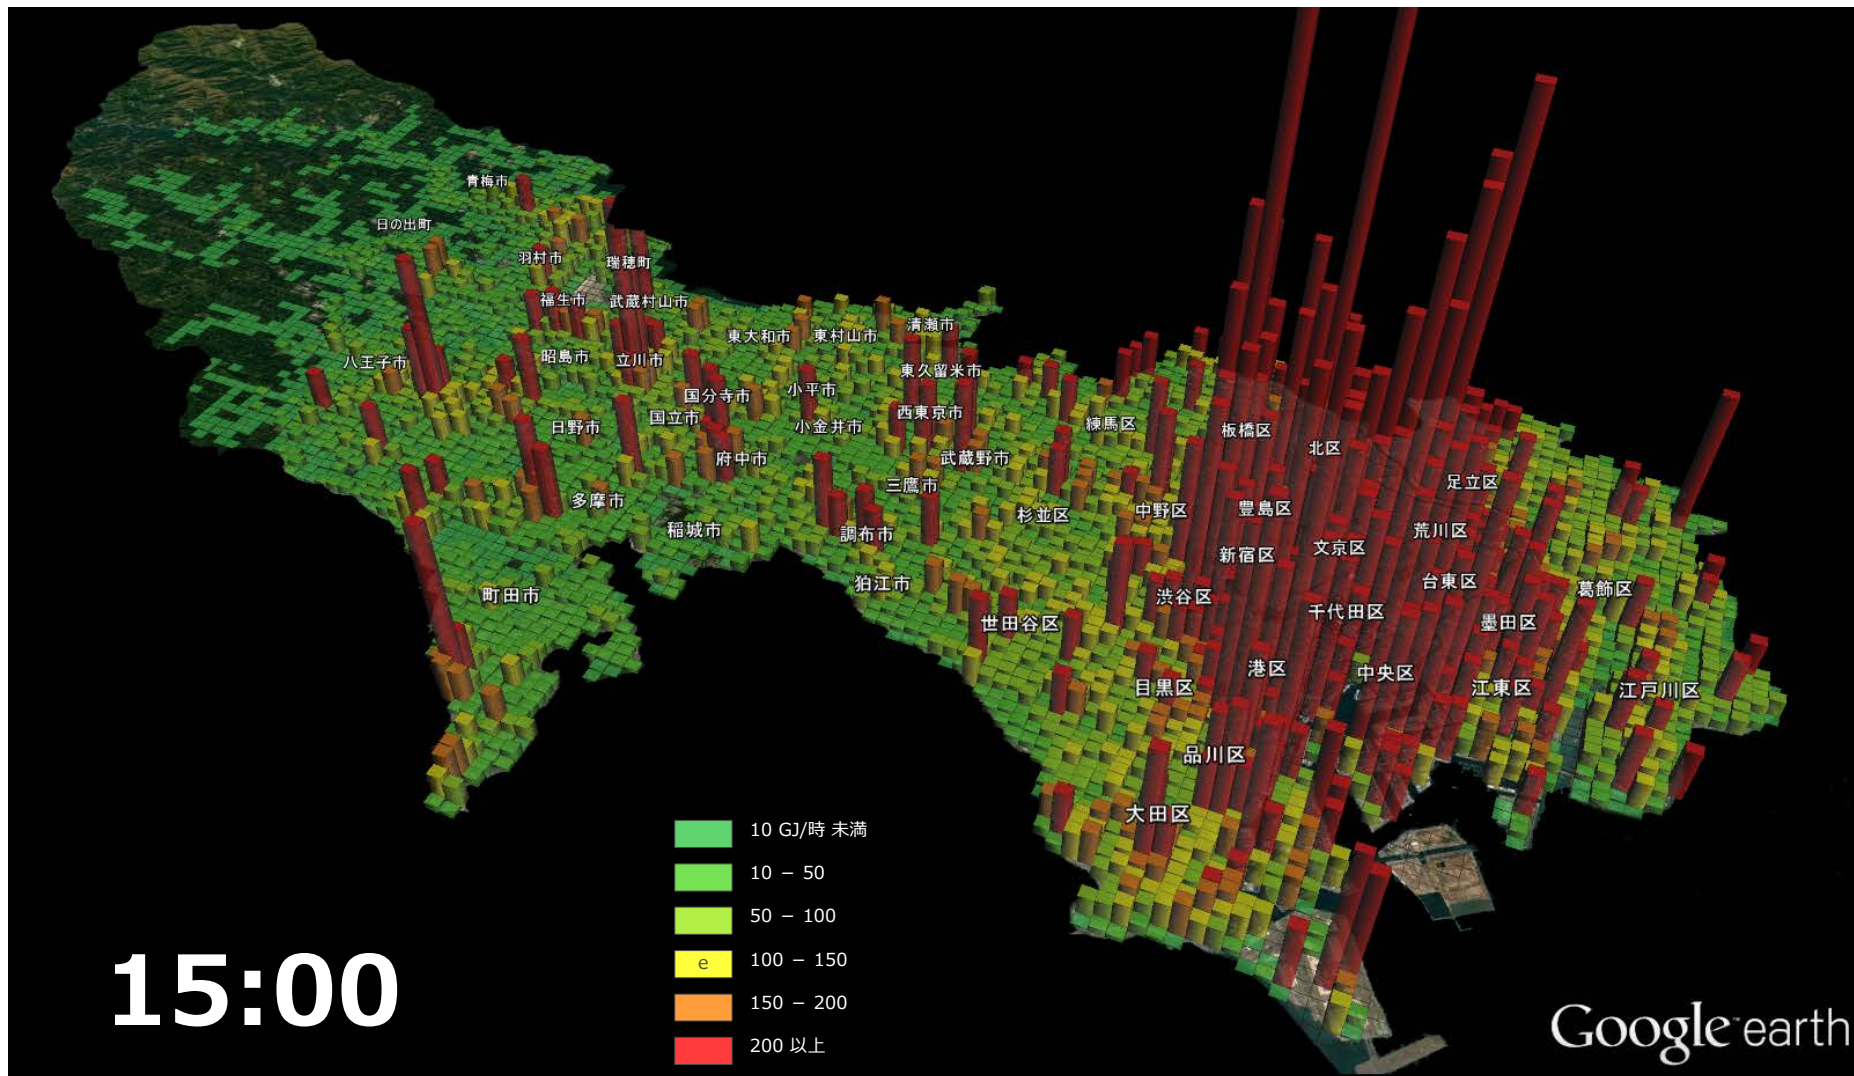 青梅市
日の出町
羽村市
瑞穂町
福生市
武蔵村山市
東大和市
東村山市
清瀬市
八王子市
昭島市
立川市
東久留米市
国分寺市
小平市
国立市
西東京市
日野市
小金井市
練馬区
板橋区
北区
府中市
武蔵野市
三鷹市
足立区
多摩市
杉並区
中野区
豊島区
稲城市
調布市
荒川区
新宿区
文京区
狛江市
台東区
葛飾区
町田市
渋谷区
千代田区
世田谷区
墨田区
港区
中央区
目黒区
江東区
江戸川区
品川区
大田区
10 GJ/時 未満
10 − 50
50 − 100
e
100 − 150
150 − 200
200 以上
15:00
Google earth